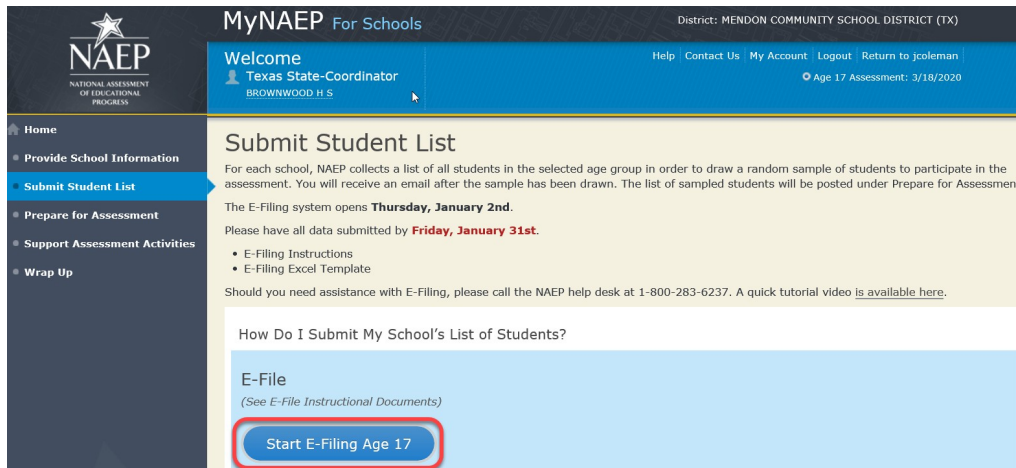 MyNAEP For Schools
District: MENDON COMMUNITY SCHOOL DISTRICT (TX)
NAEP
NATIONAL ASSESSMENT
OF EDUCATIONAL
PROGRESS
Welcome
Texas State-Coordinator
BROWNWOOD H S
Help Contact Us My Account Logout Return to jcoleman
Age 17 Assessment: 3/18/2020
Home
Provide School Information
Submit Student List
Prepare for Assessment
Support Assessment Activities
Wrap Up
Submit Student List
For each school, NAEP collects a list of all students in the selected age group in order to draw a random sample of students to participate in the
assessment. You will receive an email after the sample has been drawn. The list of sampled students will be posted under Prepare for Assessmen
The E-Filing system opens Thursday, January 2nd.
Please have all data submitted by Friday, January 31st.
• E-Filing Instructions
• E-Filing Excel Template
Should you need assistance with E-Filing, please call the NAEP help desk at 1-800-283-6237. A quick tutorial video is available here.
How Do I Submit My School's List of Students?
E-File
(See E-File Instructional Documents)
Start E-Filing Age 17